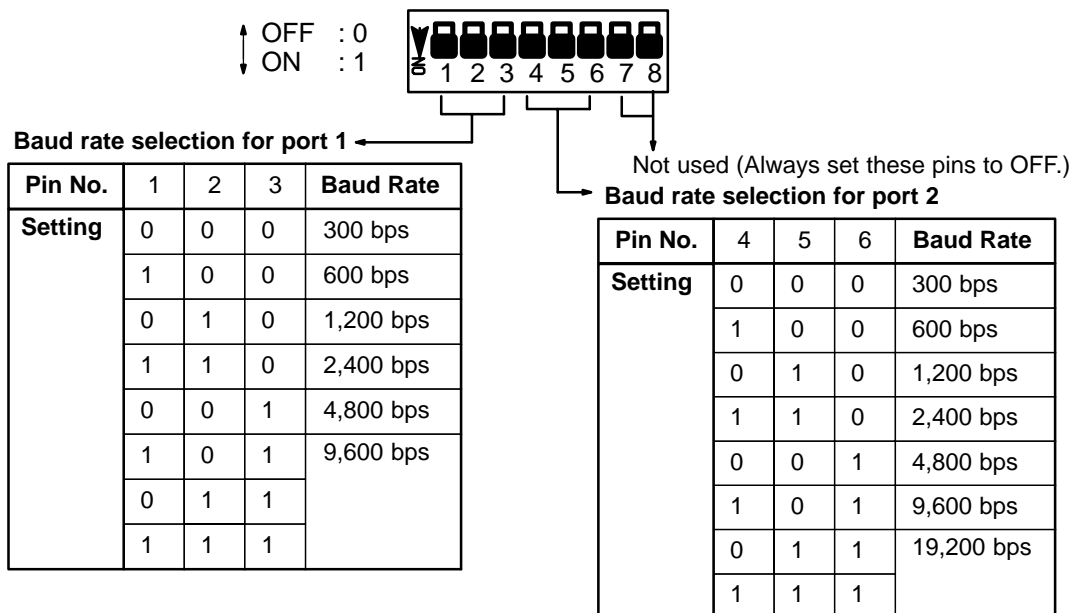 OFF : 0
ON : 1
NO
1 2 3 4 5 6 7 8
Baud rate selection for port 1
Pin No. 1 2 3 Baud Rate
Setting 0 0 0 300 bps
1 0 0 600 bps
0 1 0 1,200 bps
1 1 0 2,400 bps
0 0 1 4,800 bps
1 0 1 9,600 bps
0 1 1
1 1 1
Not used (Always set these pins to OFF.)
Baud rate selection for port 2
Pin No. 4 5 6 Baud Rate
Setting 0 0 0 300 bps
1 0 0 600 bps
0 1 0 1,200 bps
1 1 0 2,400 bps
0 0 1 4,800 bps
1 0 1 9,600 bps
0 1 1 19,200 bps
1 1 1